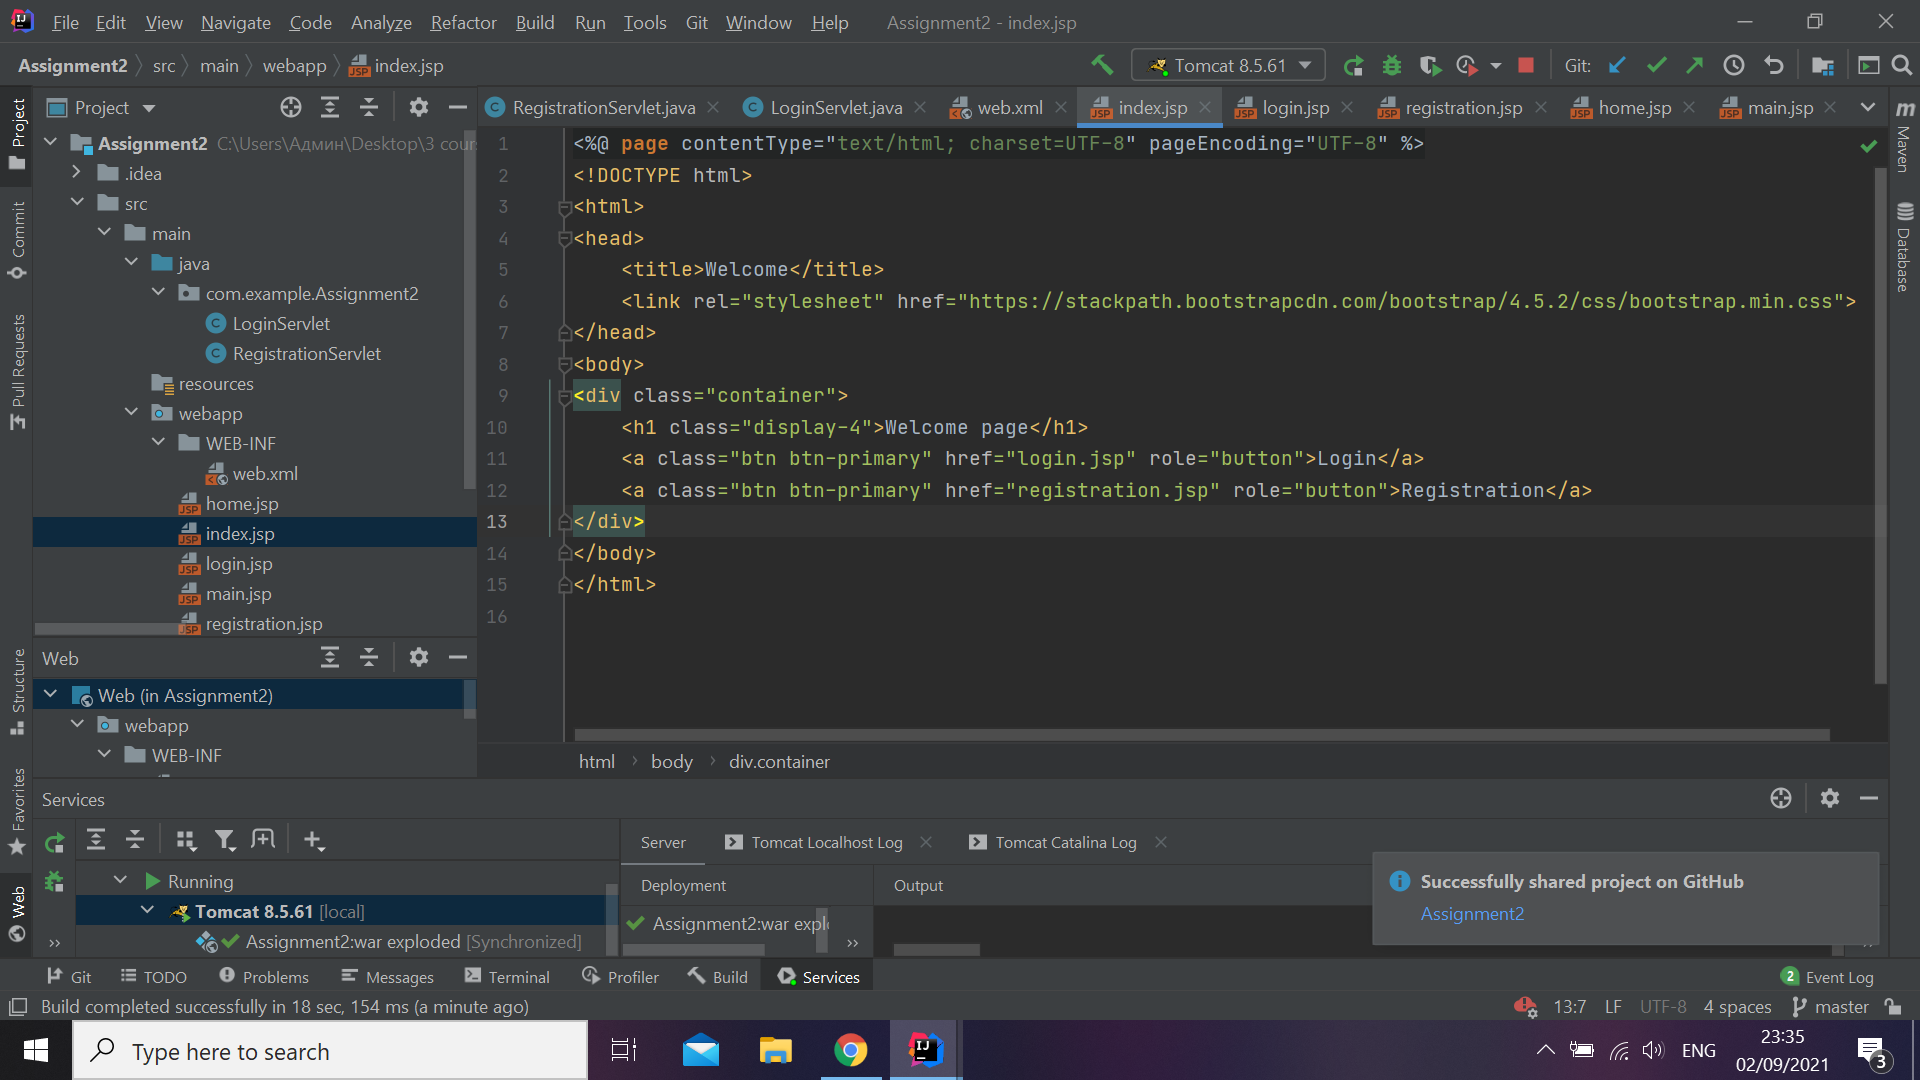 File Edit View Navigate Code Analyze Refactor Build Run Tools Git Window Help Assignment2 - index.jsp
Assignment2 src main webapp index.jsp Tomcat 8.5.61 Git:
Project RegistrationServlet.java LoginServlet.java web.xml index.jsp login.jsp registration.jsp home.jsp main.jsp
Project
Commit
Pull Requests
Structure
Favorites
Web
Assignment2 C:\Users\Админ\Desktop\3 cour
.idea
src
main
java
com.example.Assignment2
LoginServlet
RegistrationServlet
resources
webapp
WEB-INF
web.xml
home.jsp
index.jsp
login.jsp
main.jsp
registration.jsp
Web
Web (in Assignment2)
webapp
WEB-INF
1 <%@ page contentType="text/html; charset=UTF-8" pageEncoding="UTF-8" %>
2 <!DOCTYPE html>
3 <html>
4 <head>
5 <title>Welcome</title>
6 <link rel="stylesheet" href="https://stackpath.bootstrapcdn.com/bootstrap/4.5.2/css/bootstrap.min.css">
7 </head>
8 <body>
9 <div class="container">
10 <h1 class="display-4">Welcome page</h1>
11 <a class="btn btn-primary" href="login.jsp" role="button">Login</a>
12 <a class="btn btn-primary" href="registration.jsp" role="button">Registration</a>
13 </div>
14 </body>
15 </html>
16
html body div.container
Maven
Database
Services
Server Tomcat Localhost Log Tomcat Catalina Log
Running
Tomcat 8.5.61 [local]
Assignment2:war exploded [Synchronized]
Deployment Output
Assignment2:war explo
Successfully shared project on GitHub
Assignment2
Git TODO Problems Messages Terminal Profiler Build Services 2 Event Log
Build completed successfully in 18 sec, 154 ms (a minute ago) 13:7 LF UTF-8 4 spaces master
Type here to search
ENG
23:35
02/09/2021
3